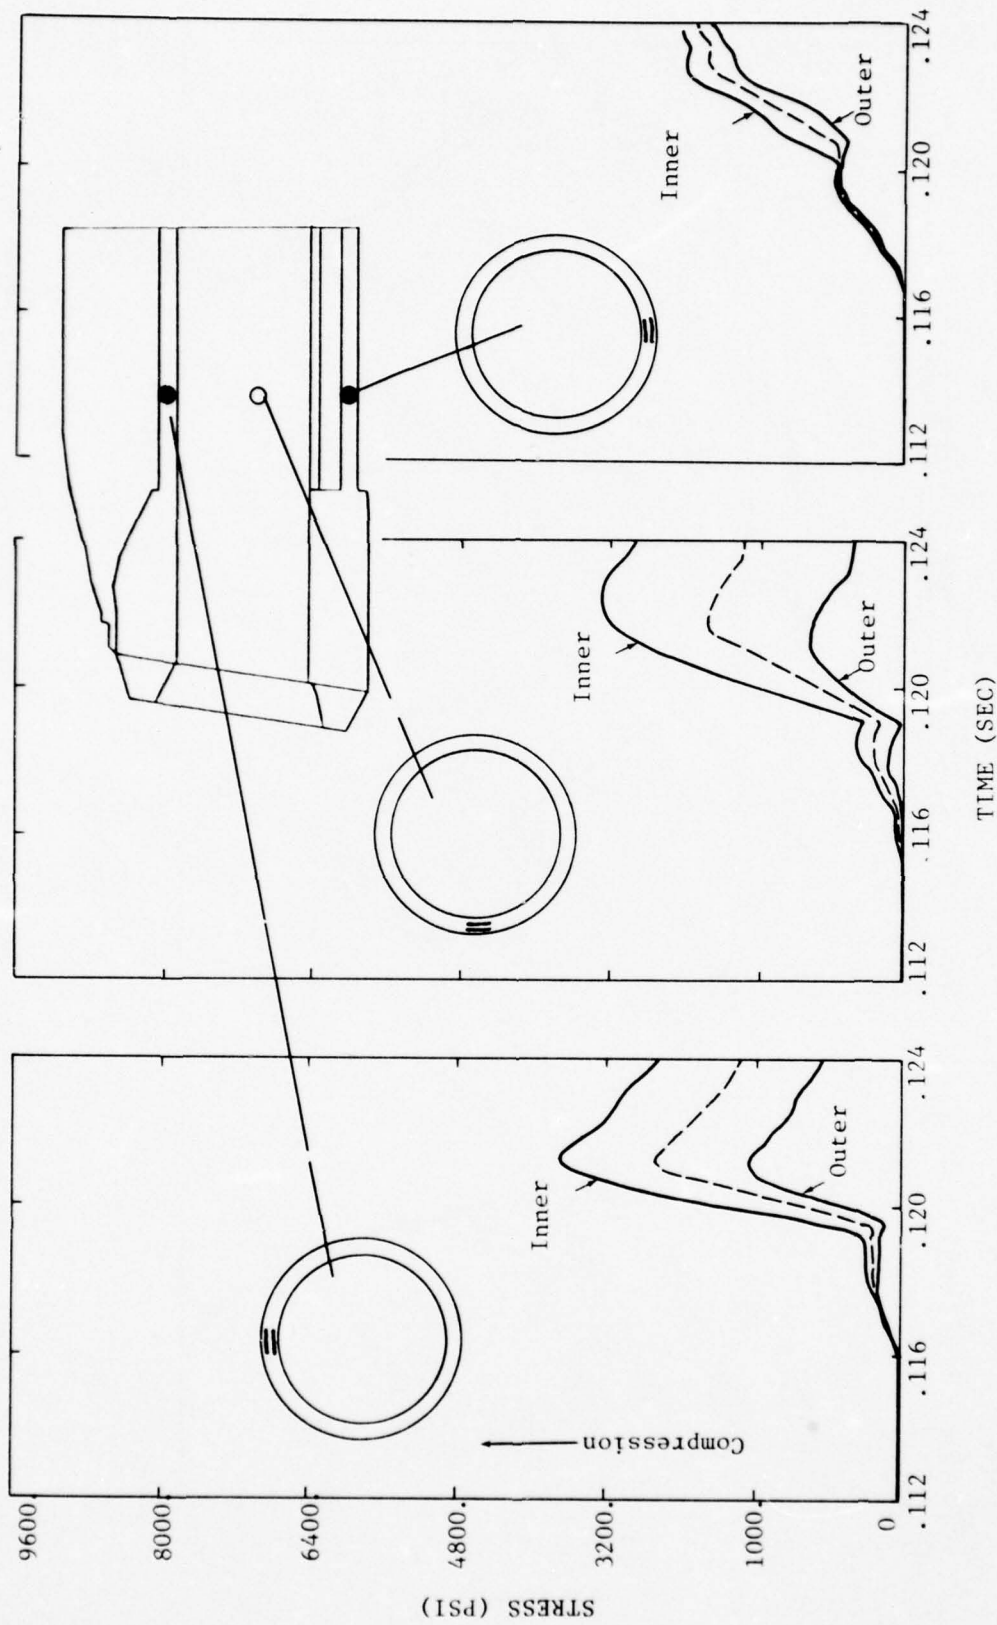 STRESS (PSI)
9600
8000
6400
4800.
3200
1000.
0
Compression
Inner
Outer
.112
.116
.120
.124
Inner
Outer
.112
.116
.120
.124
Inner
Outer
.112
.116
.120
.124
TIME (SEC)